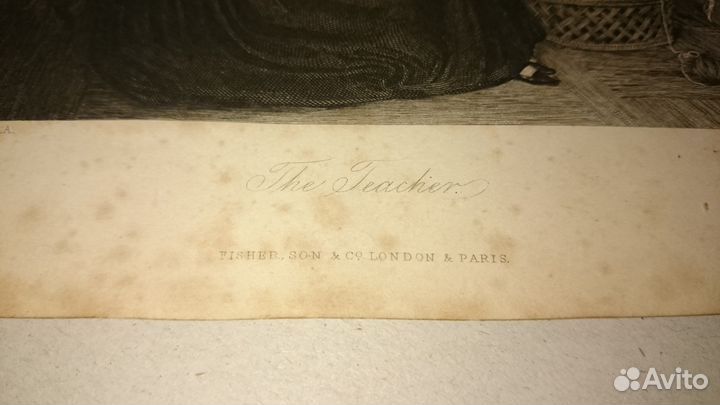 .A.
The Teacher.
FISHER, SON & CO. LONDON & PARIS.
Avito